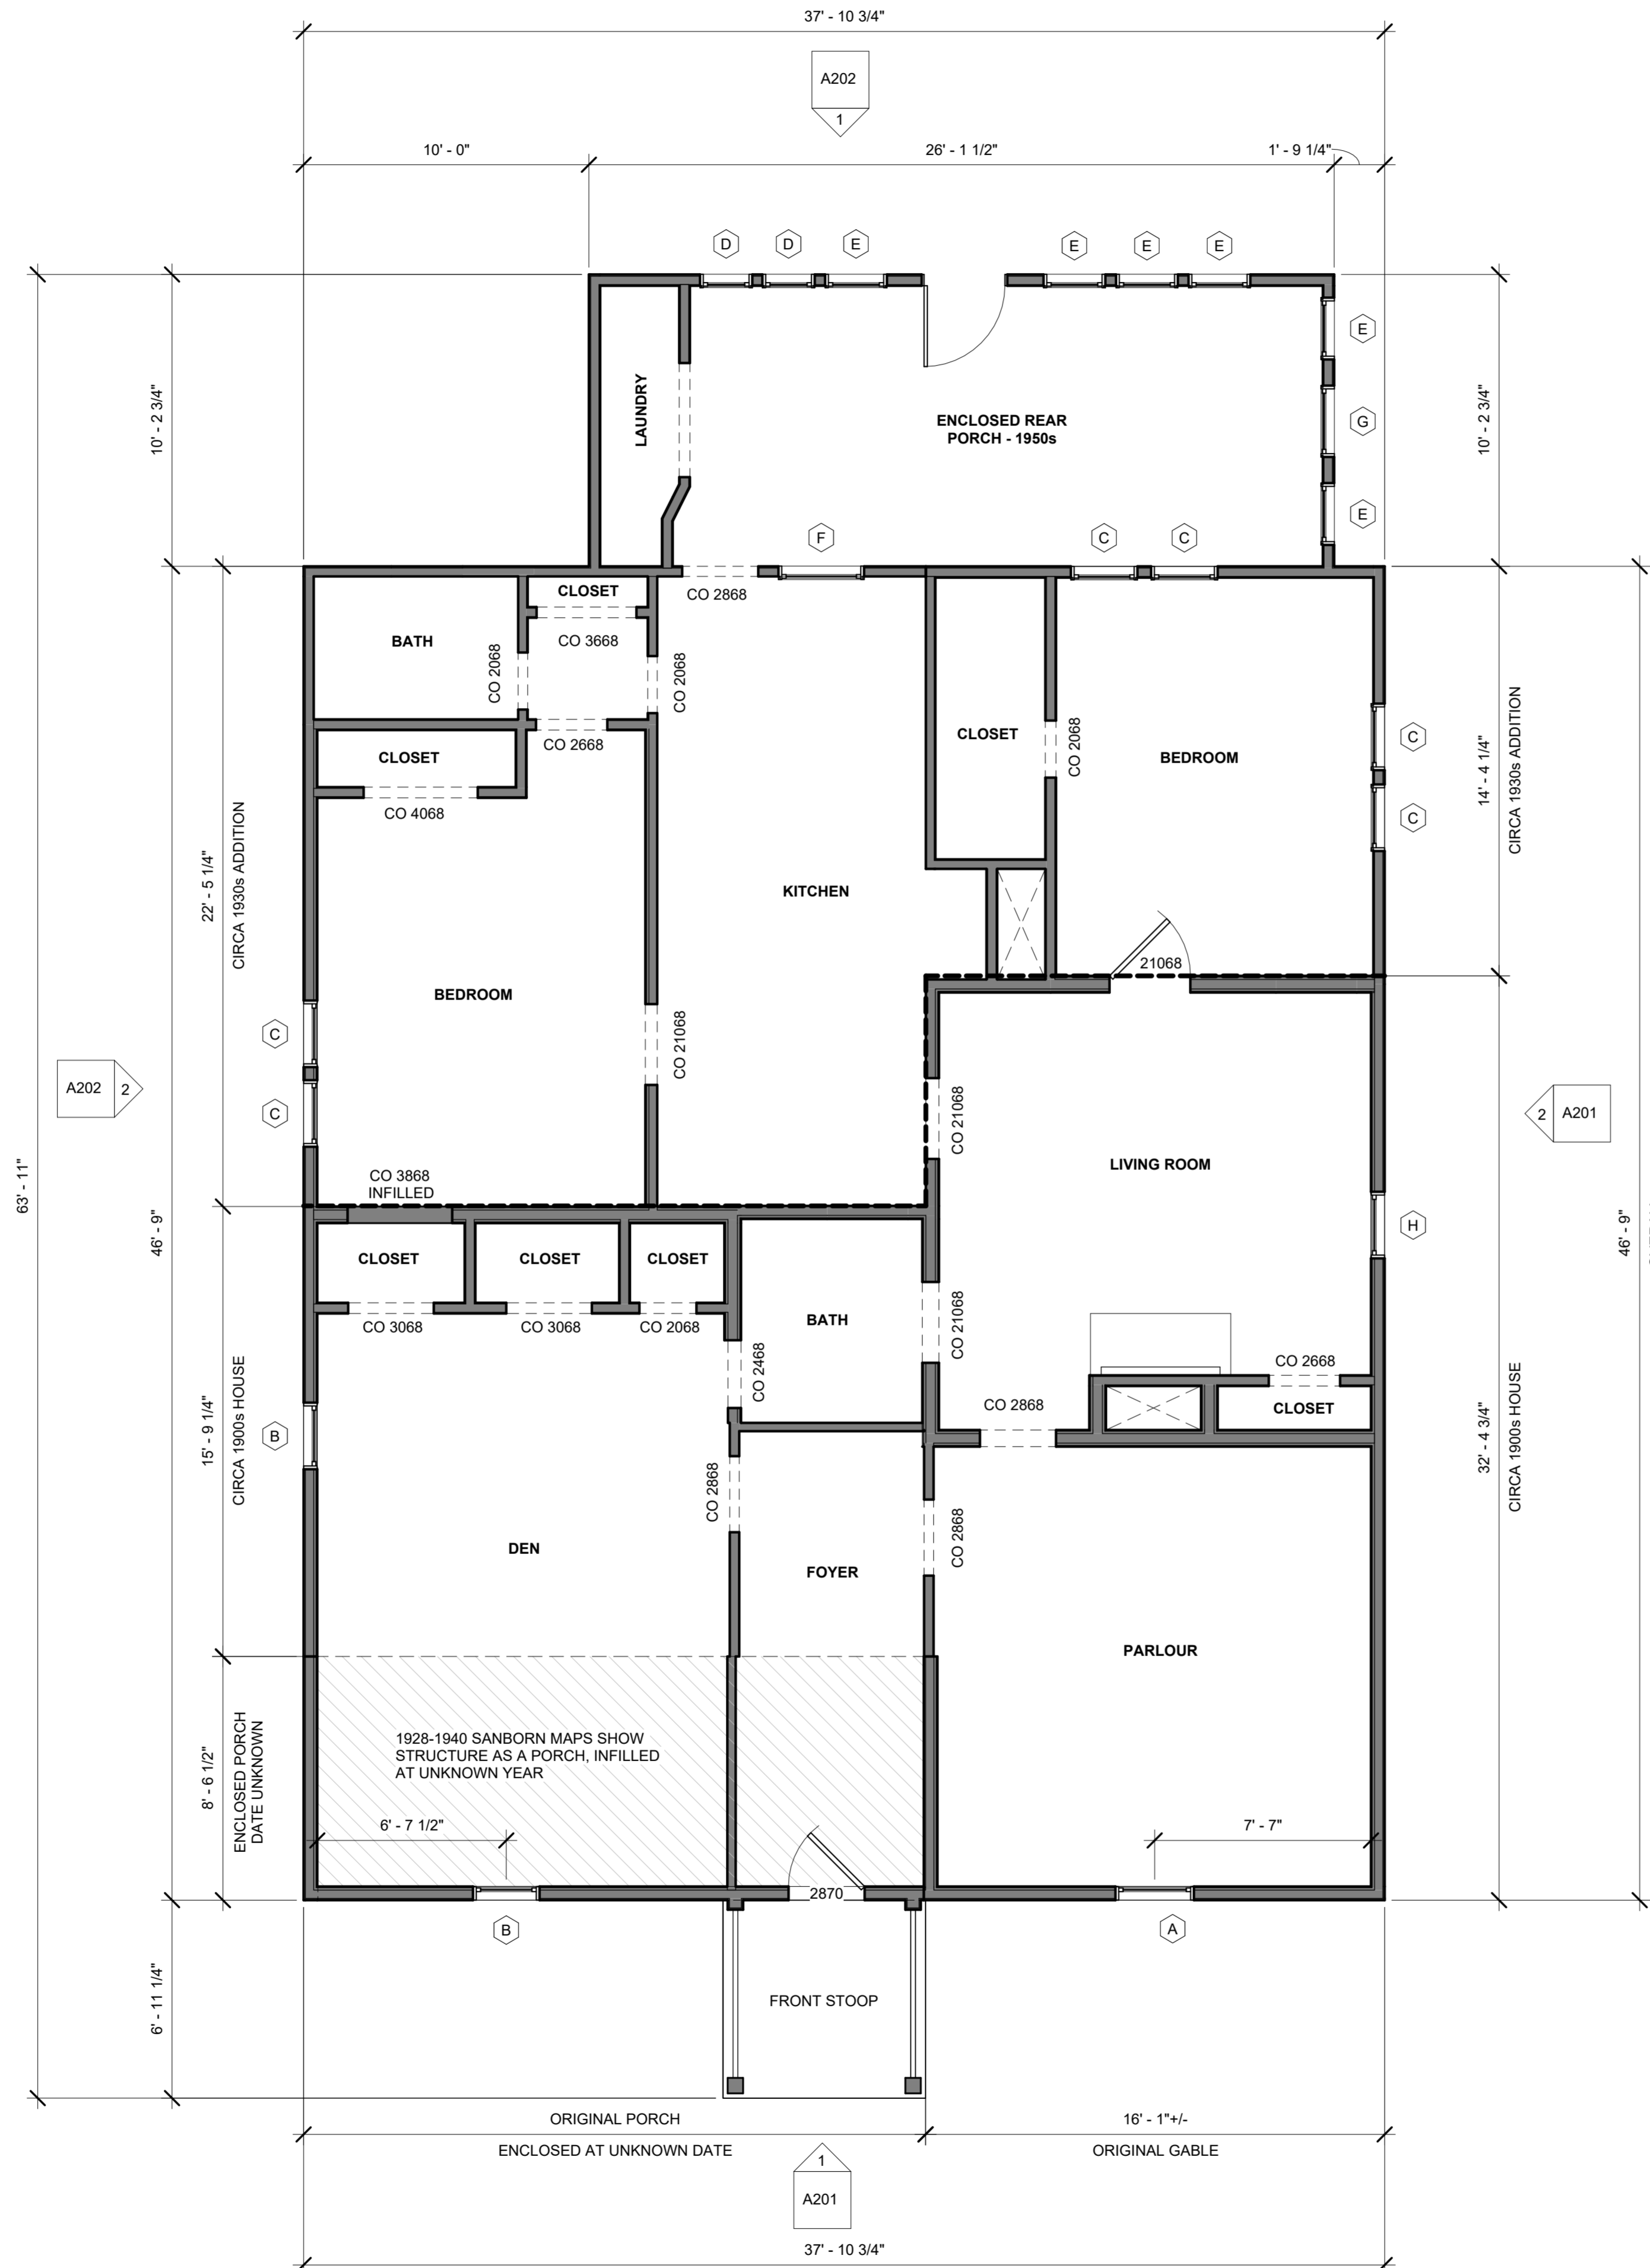 37' - 10 3/4"
A202
1
10' - 0"
26' - 1 1/2"
1' - 9 1/4"
D
D
E
E
E
E
E
G
E
10' - 2 3/4"
LAUNDRY
ENCLOSED REAR
PORCH - 1950s
10' - 2 3/4"
F
C
C
CO 2868
CLOSET
CO 3668
BATH
CO 2068
CO 2068
CO 2668
CLOSET
CO 4068
CLOSET
CO 2068
BEDROOM
C
C
14' - 4 1/4"
CIRCA 1930s ADDITION
22' - 5 1/4"
CIRCA 1930s ADDITION
KITCHEN
21068
BEDROOM
C
C
CO 21068
CO 21068
A202
2
2
A201
63' - 11"
46' - 9"
CO 3868
INFILLED
LIVING ROOM
H
46' - 9"
CLOSET
CLOSET
CLOSET
CO 3068
CO 3068
CO 2068
BATH
CO 21068
CO 2468
CO 2668
CLOSET
CO 2868
B
15' - 9 1/4"
CIRCA 1900s HOUSE
32' - 4 3/4"
CIRCA 1900s HOUSE
CO 2868
CO 2868
DEN
FOYER
PARLOUR
8' - 6 1/2"
ENCLOSED PORCH
DATE UNKNOWN
1928-1940 SANBORN MAPS SHOW
STRUCTURE AS A PORCH, INFILLED
AT UNKNOWN YEAR
6' - 7 1/2"
7' - 7"
2870
B
A
6' - 11 1/4"
FRONT STOOP
ORIGINAL PORCH
ENCLOSED AT UNKNOWN DATE
16' - 1"+/-
ORIGINAL GABLE
1
A201
37' - 10 3/4"